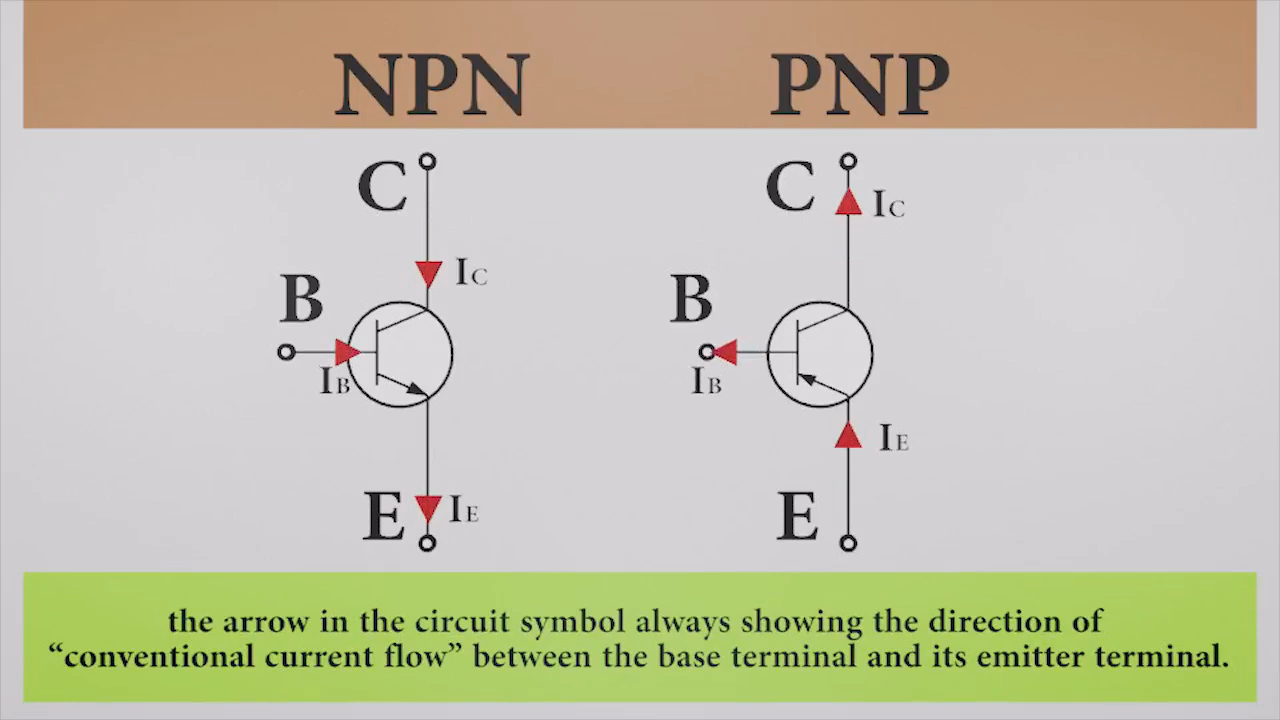 NPN PNP
C C
IC IC
B B
IB IB
IE
E IE E
the arrow in the circuit symbol always showing the direction of
“conventional current flow” between the base terminal and its emitter terminal.